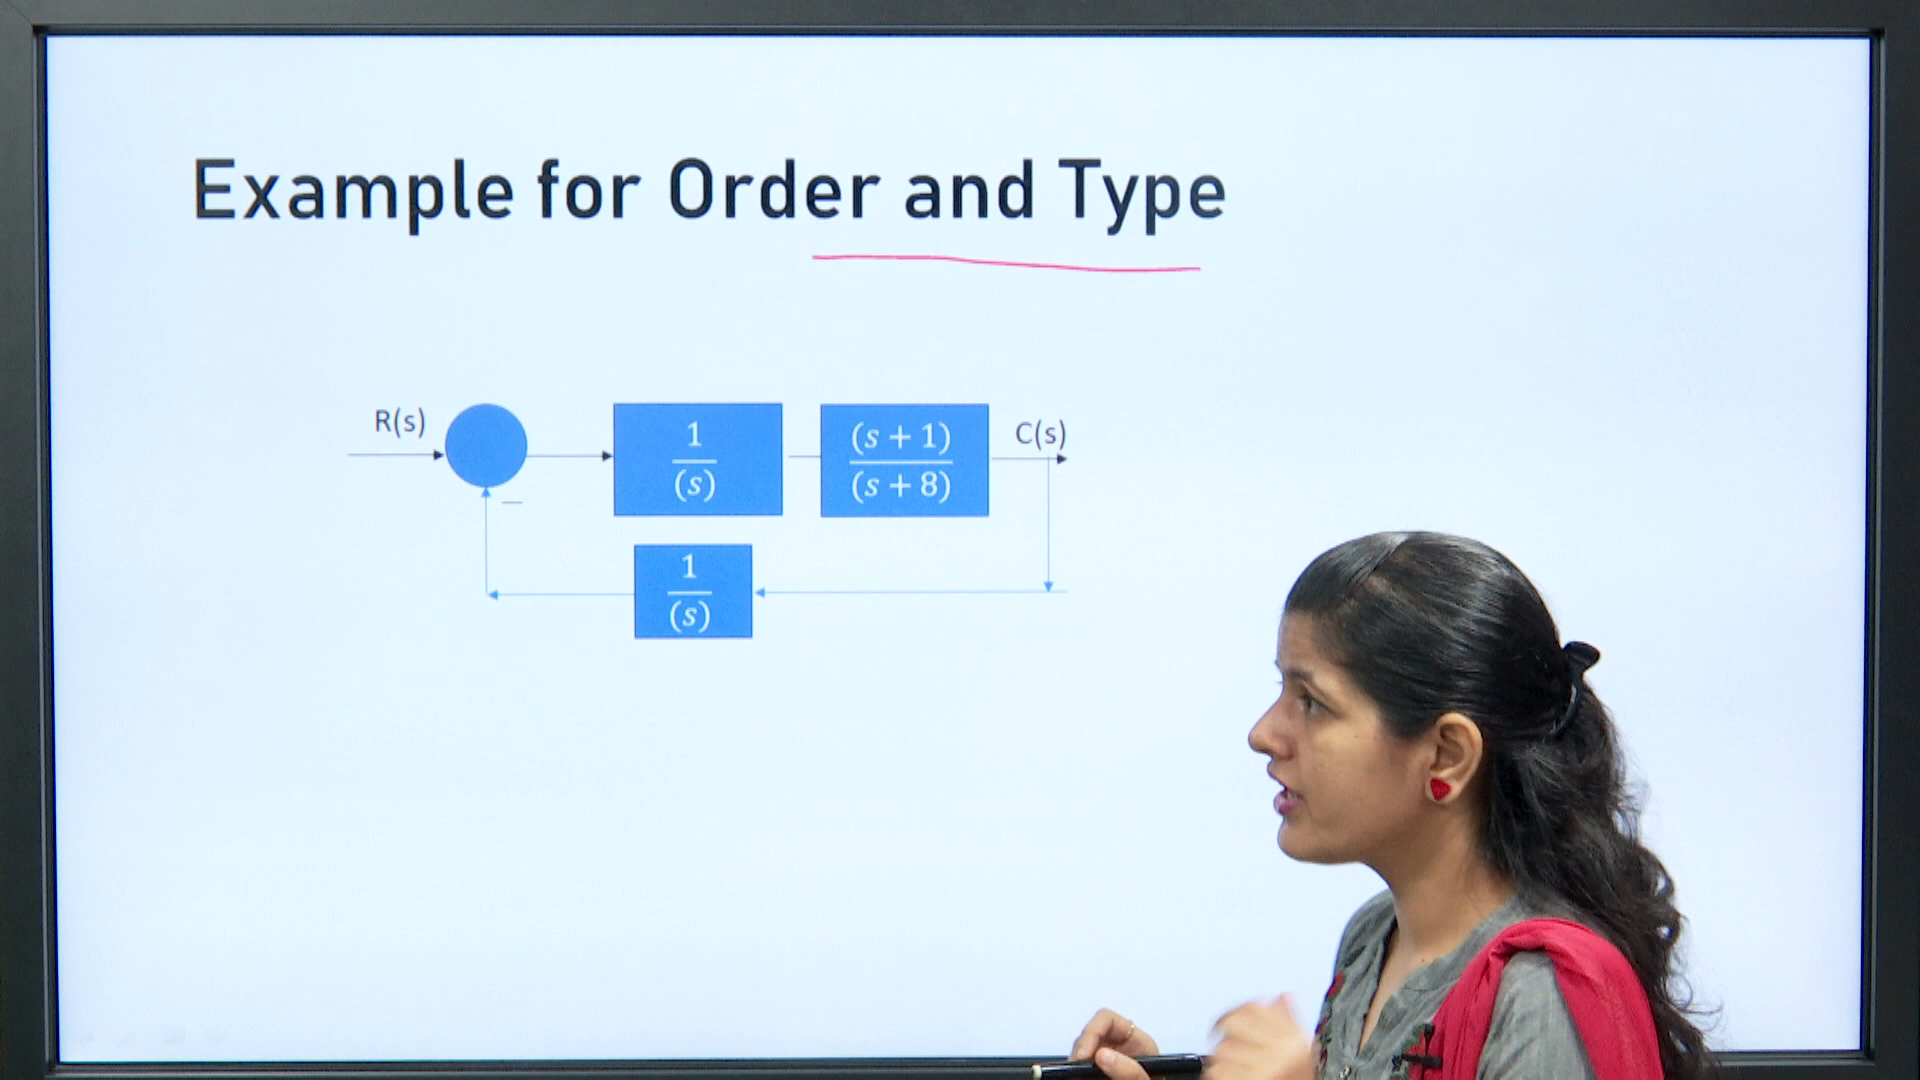 Example for Order and Type
R(s)
1
(s)
(s + 1)
(s + 8)
C(s)
−
1
(s)